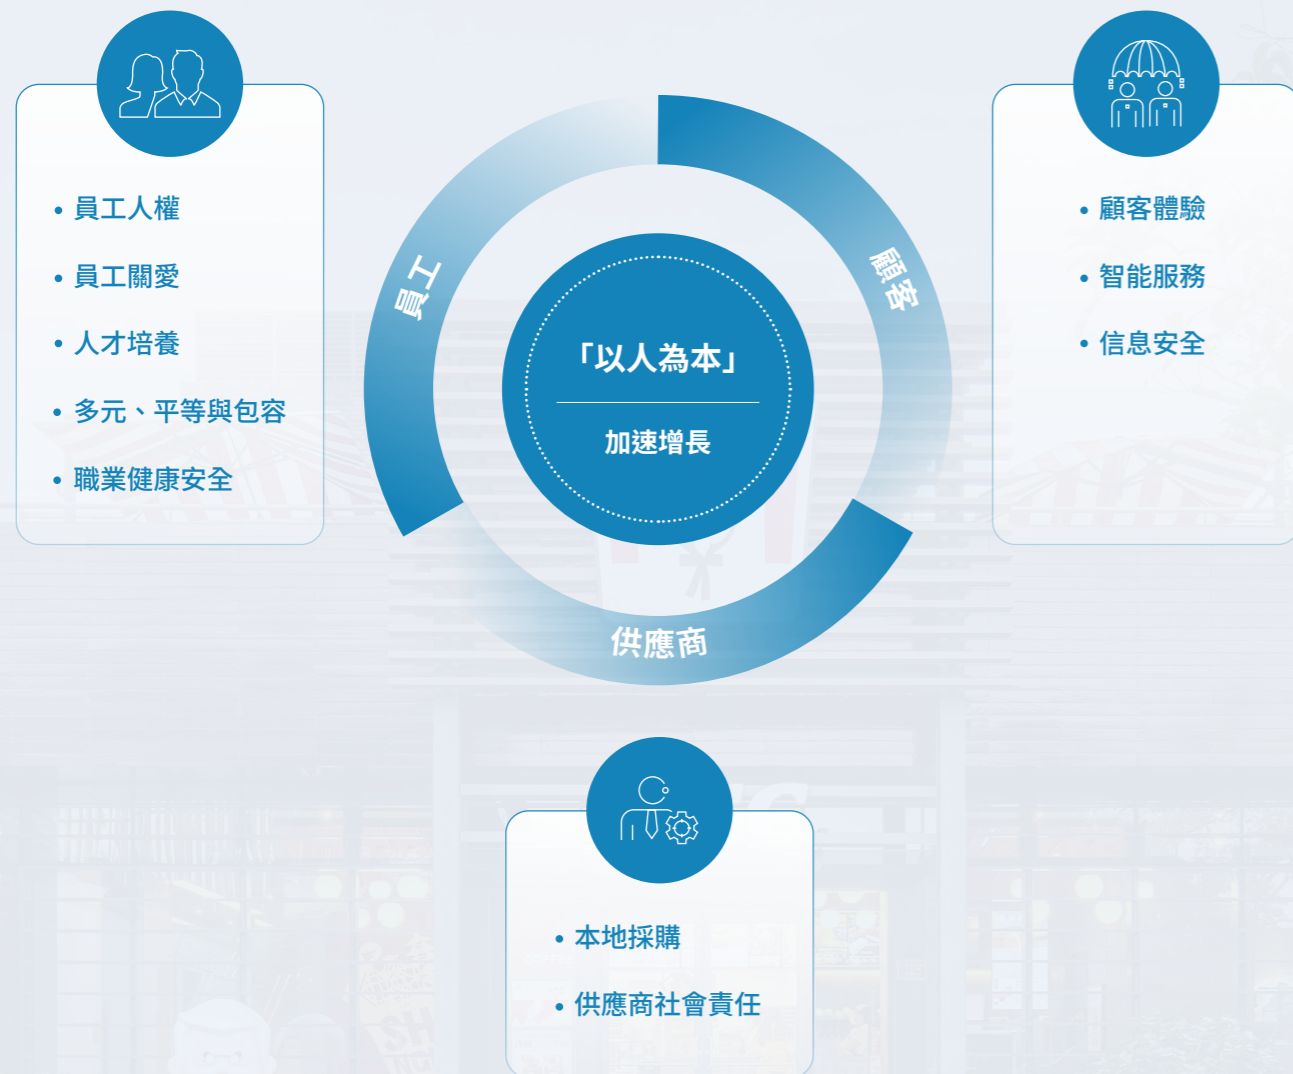 員工人權
員工關愛
人才培養
多元、平等與包容
職業健康安全
員工
顧客
供應商
「以人為本」
加速增長
顧客體驗
智能服務
信息安全
本地採購
供應商社會責任